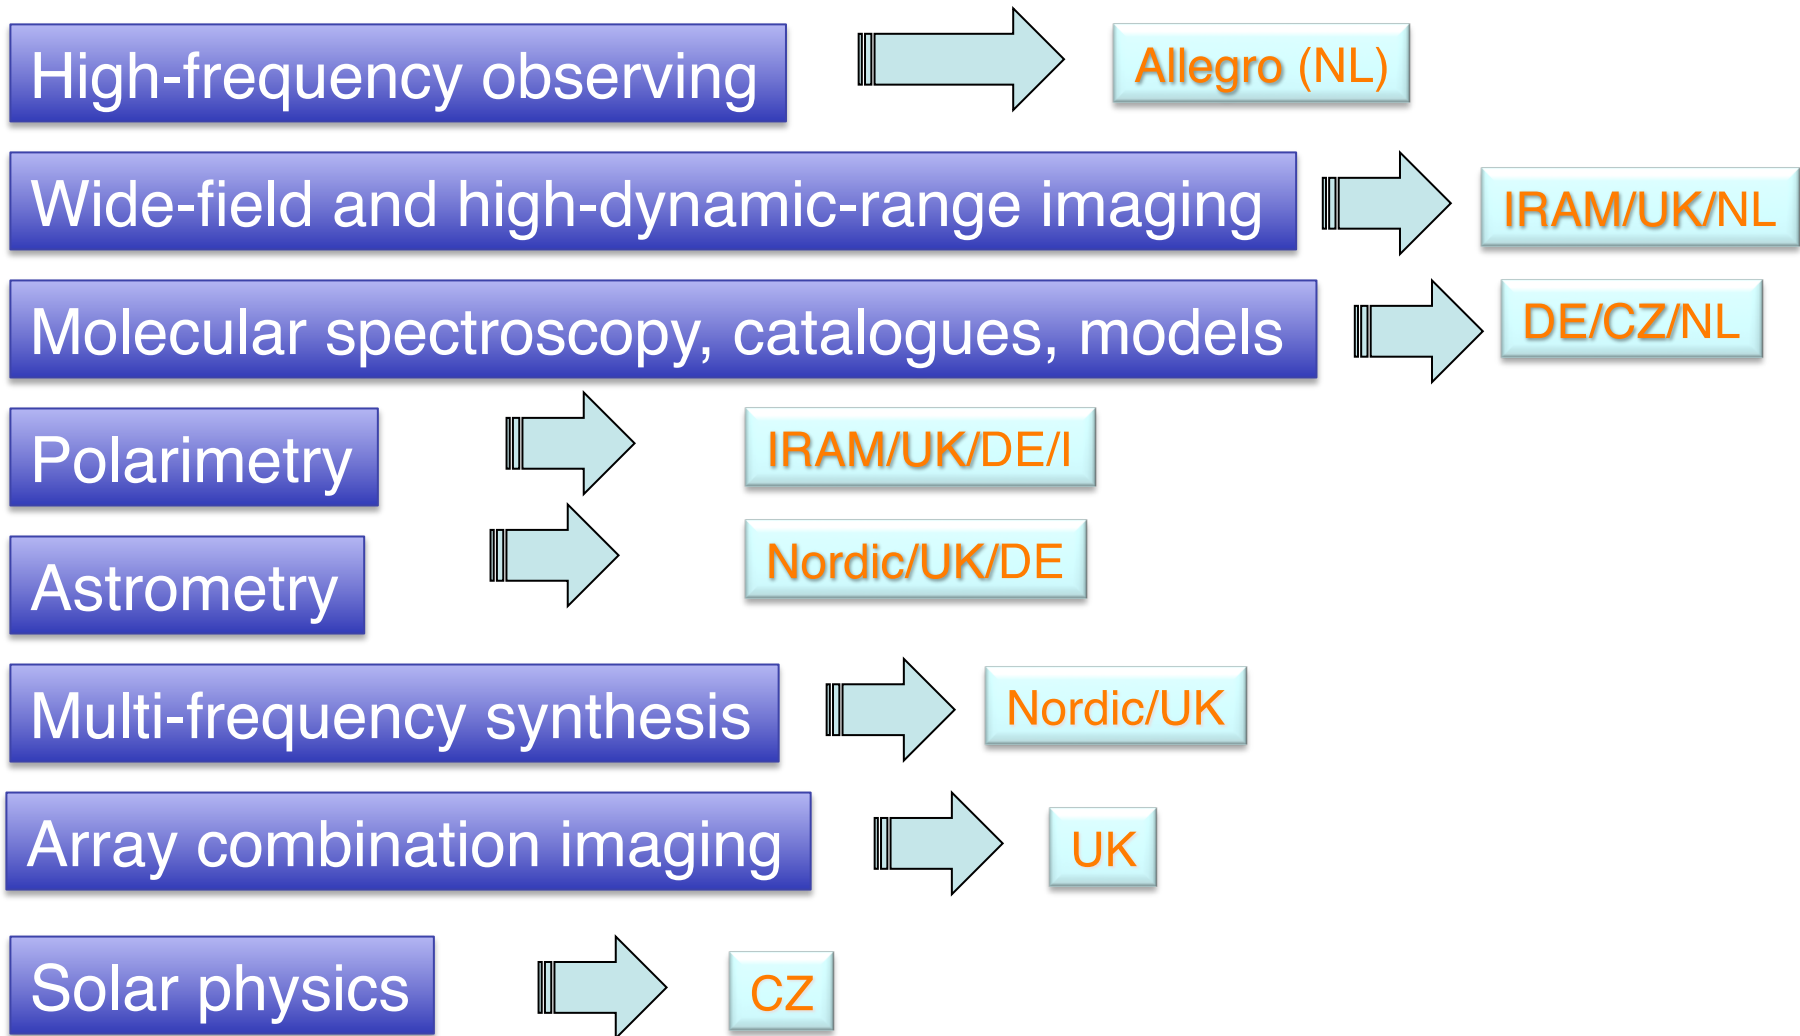 High-frequency observing
Allegro (NL)
Wide-field and high-dynamic-range imaging
IRAM/UK/NL
Molecular spectroscopy, catalogues, models
DE/CZ/NL
Polarimetry
IRAM/UK/DE/I
Astrometry
Nordic/UK/DE
Multi-frequency synthesis
Nordic/UK
Array combination imaging
UK
Solar physics
CZ